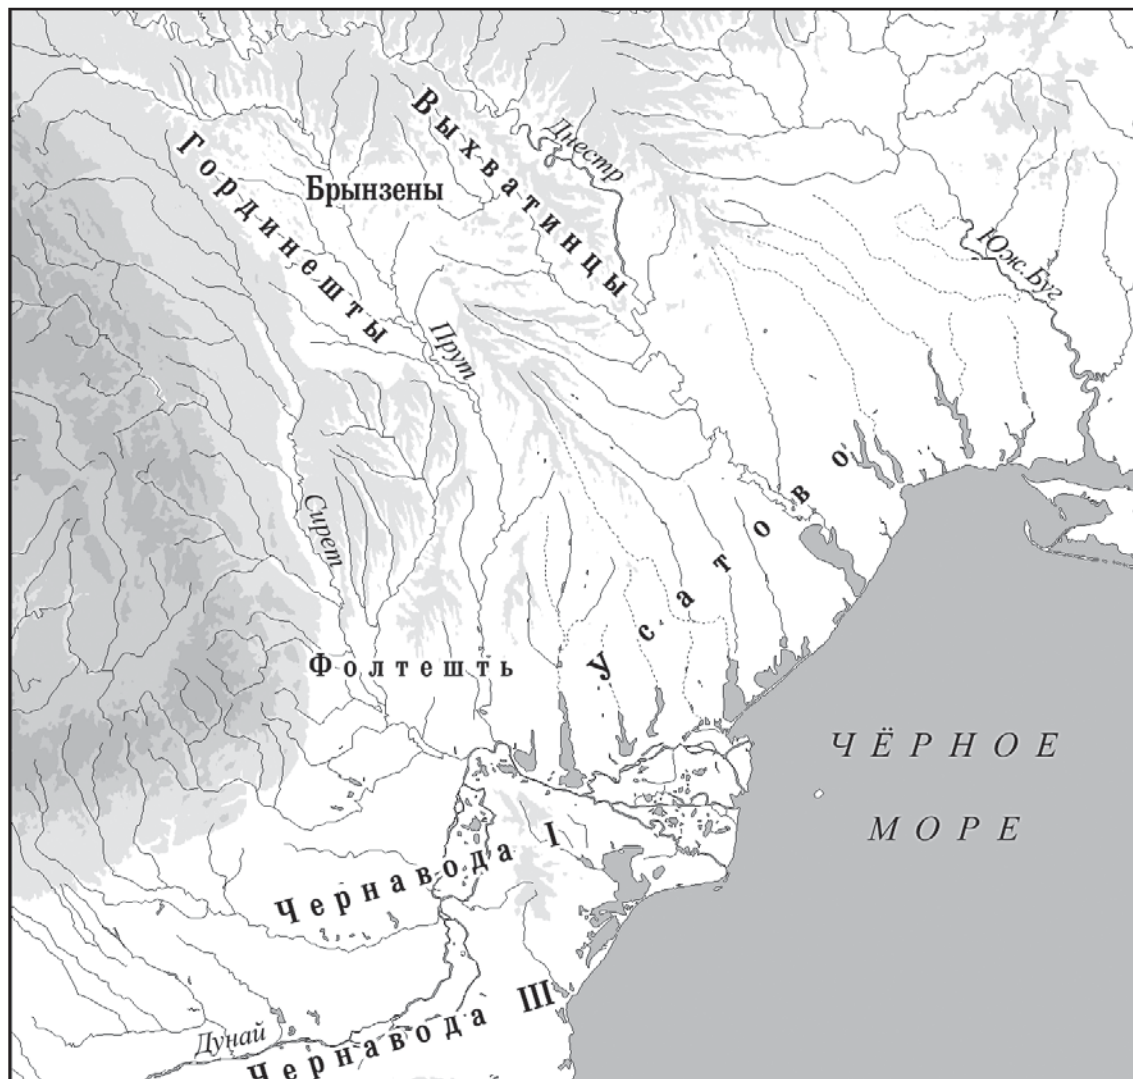 Выхватинцы
Днестр
Гординешты
Брынзены
Юж.Буг
Прут
Сирет
Усатово
Фолтешть
ЧЁРНОЕ
МОРЕ
Чернавода I
Чернавода III
Дунай